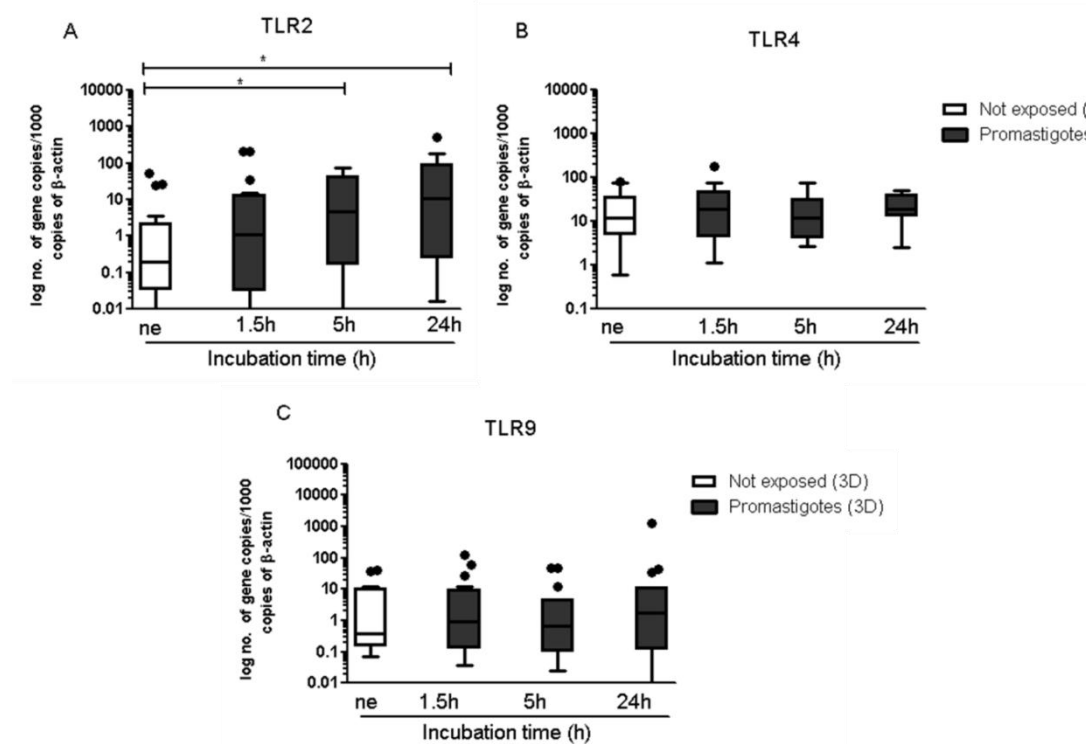 A
TLR2
*
*
log no. of gene copies/1000
copies of β-actin
10000
1000
100
10
1
0.1
0.01
ne 1.5h 5h 24h
Incubation time (h)
B
TLR4
log no. of gene copies/1000
copies of β-actin
10000
1000
100
10
1
0.1
ne 1.5h 5h 24h
Incubation time (h)
Not exposed (
Promastigotes
C
TLR9
log no. of gene copies/1000
copies of β-actin
100000
10000
1000
100
10
1
0.1
0.01
ne 1.5h 5h 24h
Incubation time (h)
Not exposed (3D)
Promastigotes (3D)